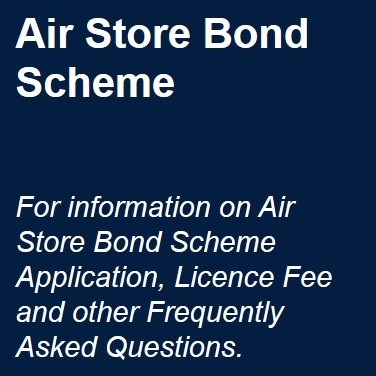 Air Store Bond
Scheme
For information on Air
Store Bond Scheme
Application, Licence Fee
and other Frequently
Asked Questions.